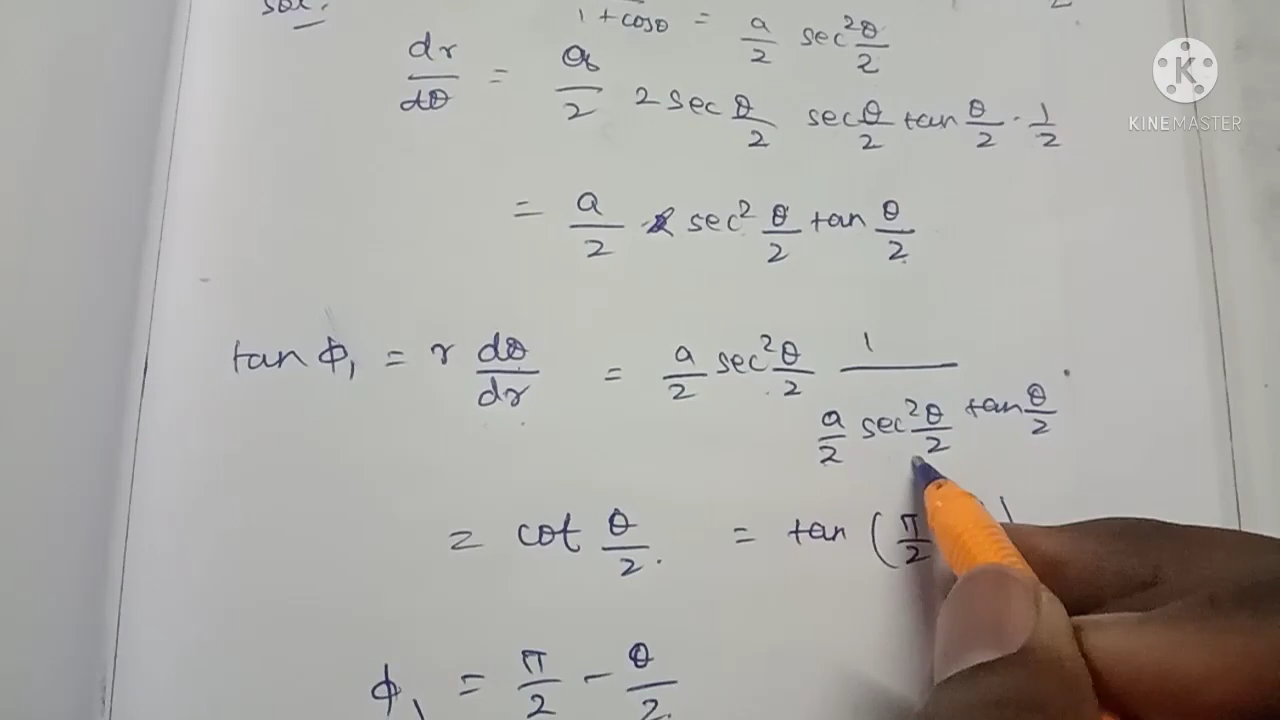 Sol:
1 + cosθ = a/2 sec² θ/2
dr/dθ = a/2 2 sec θ/2 sec θ/2 tan θ/2 · 1/2
= a/2 sec² θ/2 tan θ/2
tan ϕ₁ = r dθ/dr = a/2 sec² θ/2 1/(a/2 sec² θ/2 tan θ/2)
= cot θ/2 . = tan (π/2
ϕ₁ = π/2 - θ/2
K
KINEMASTER